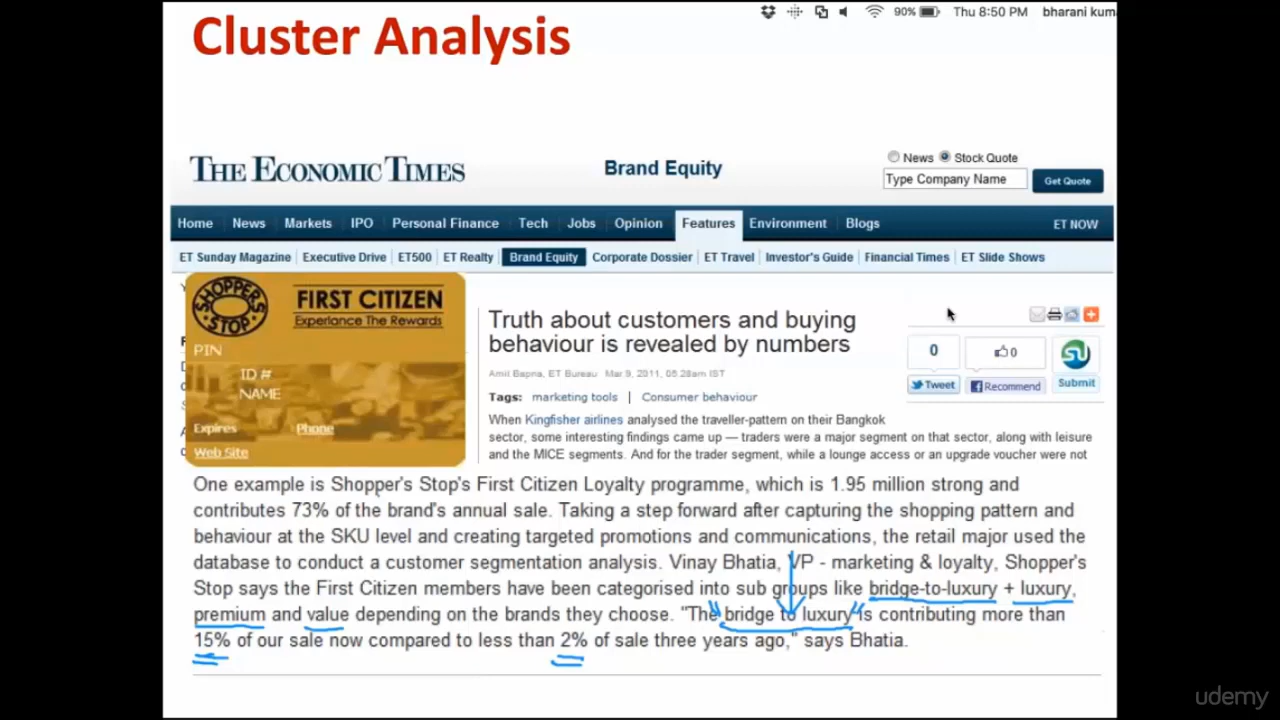 Cluster Analysis
90% Thu 8:50 PM bharani kum
THE ECONOMIC TIMES
Brand Equity
News Stock Quote
Type Company Name Get Quote
Home News Markets IPO Personal Finance Tech Jobs Opinion Features Environment Blogs ET NOW
ET Sunday Magazine Executive Drive ET500 ET Realty Brand Equity Corporate Dossier ET Travel Investor's Guide Financial Times ET Slide Shows
SHOPPERS STOP
FIRST CITIZEN
Experience The Rewards
PIN
ID #
NAME
Expires Phone
Web Site
Truth about customers and buying
behaviour is revealed by numbers
Amit Bapna, ET Bureau Mar 9, 2011, 05.28am IST
Tags: marketing tools | Consumer behaviour
0 0
Tweet Recommend Submit
When Kingfisher airlines analysed the traveller-pattern on their Bangkok
sector, some interesting findings came up — traders were a major segment on that sector, along with leisure
and the MICE segments. And for the trader segment, while a lounge access or an upgrade voucher were not
One example is Shopper's Stop's First Citizen Loyalty programme, which is 1.95 million strong and
contributes 73% of the brand's annual sale. Taking a step forward after capturing the shopping pattern and
behaviour at the SKU level and creating targeted promotions and communications, the retail major used the
database to conduct a customer segmentation analysis. Vinay Bhatia, VP - marketing & loyalty, Shopper's
Stop says the First Citizen members have been categorised into sub groups like bridge-to-luxury + luxury,
premium and value depending on the brands they choose. "The "bridge to luxury" is contributing more than
15% of our sale now compared to less than 2% of sale three years ago," says Bhatia.
udemy